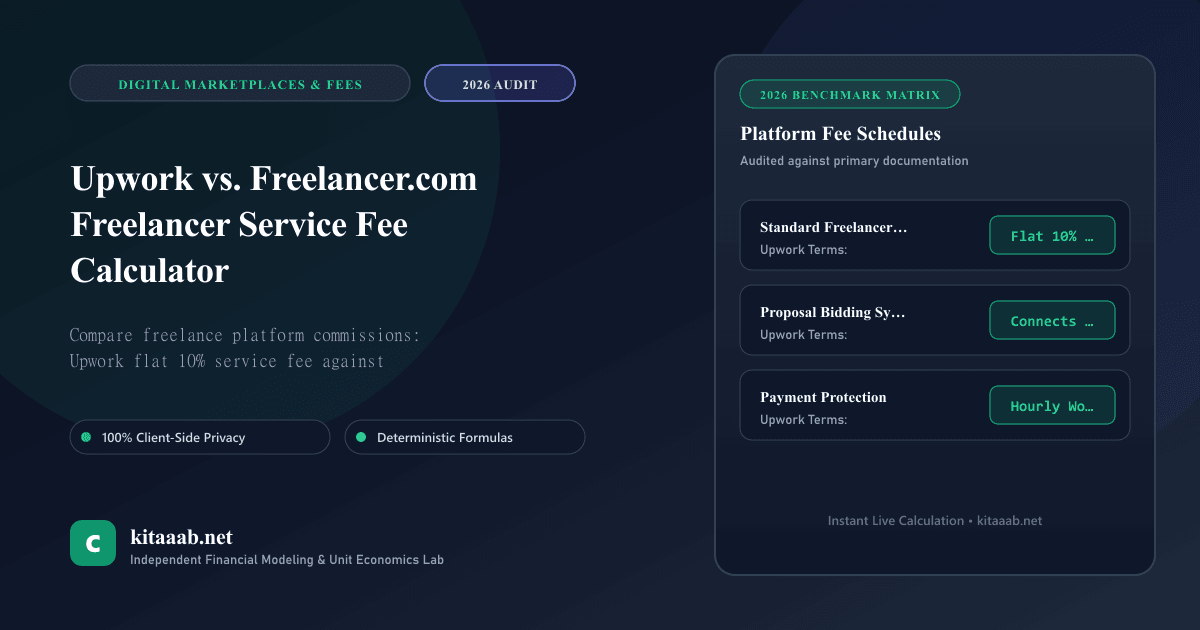 DIGITAL MARKETPLACES & FEES
2026 AUDIT
Upwork vs. Freelancer.com
Freelancer Service Fee
Calculator
Compare freelance platform commissions:
Upwork flat 10% service fee against
100% Client-Side Privacy
Deterministic Formulas
C
kitaaab.net
Independent Financial Modeling & Unit Economics Lab
2026 BENCHMARK MATRIX
Platform Fee Schedules
Audited against primary documentation
Standard Freelancer…
Upwork Terms:
Flat 10% …
Proposal Bidding Sy…
Upwork Terms:
Connects …
Payment Protection
Upwork Terms:
Hourly Wo…
Instant Live Calculation • kitaaab.net